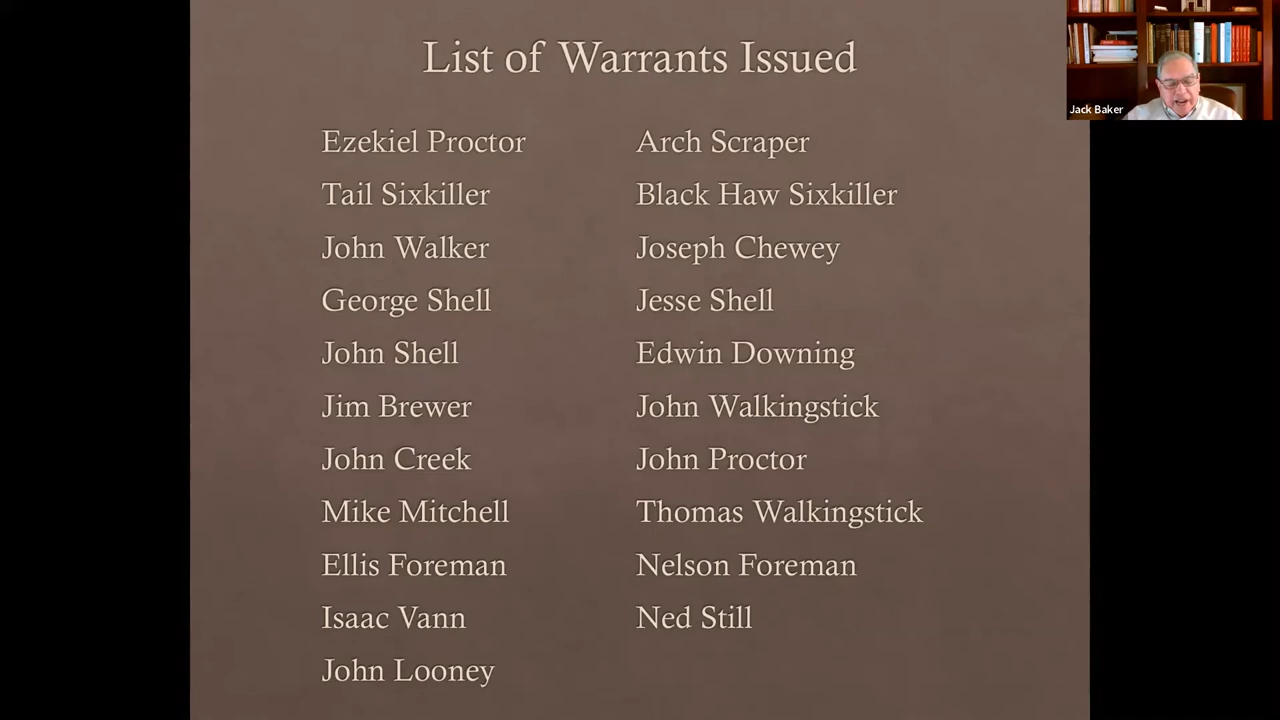 List of Warrants Issued
Ezekiel Proctor
Tail Sixkiller
John Walker
George Shell
John Shell
Jim Brewer
John Creek
Mike Mitchell
Ellis Foreman
Isaac Vann
John Looney
Arch Scraper
Black Haw Sixkiller
Joseph Chewey
Jesse Shell
Edwin Downing
John Walkingstick
John Proctor
Thomas Walkingstick
Nelson Foreman
Ned Still
Jack Baker